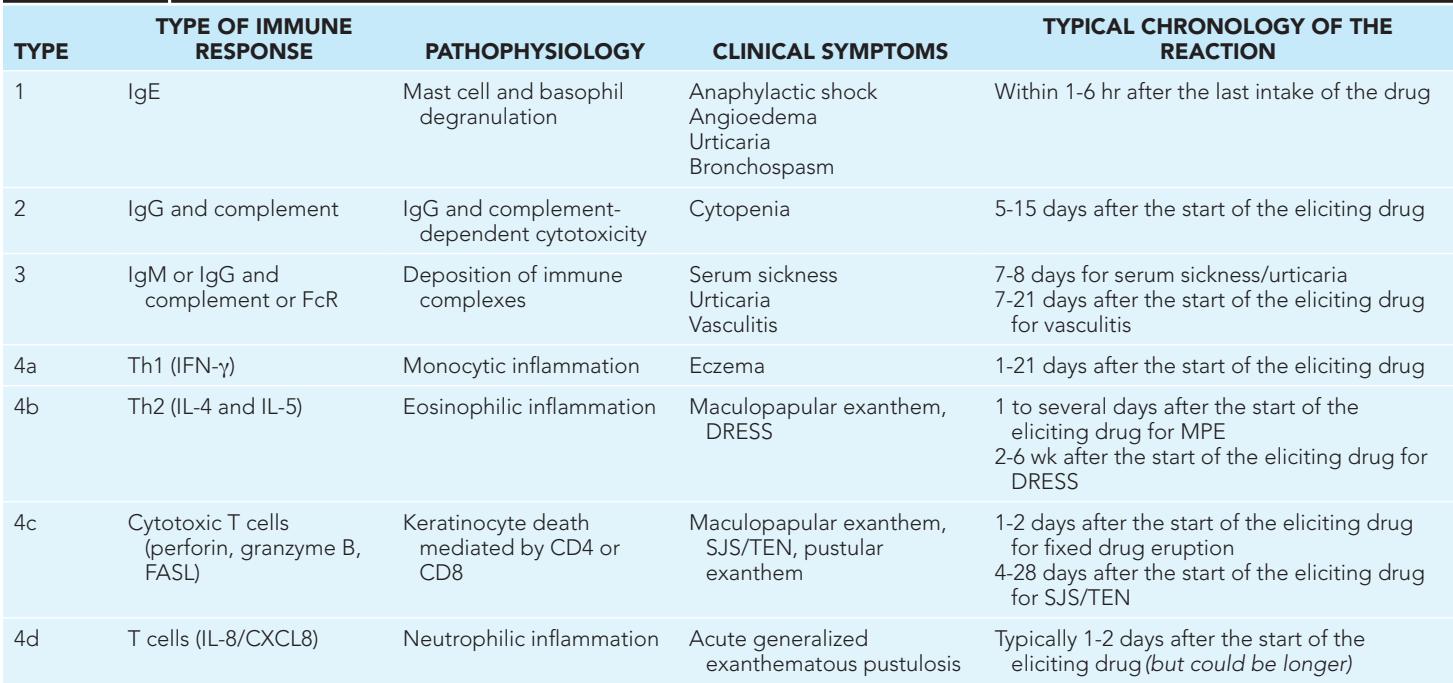 TYPE
TYPE OF IMMUNE
RESPONSE
PATHOPHYSIOLOGY
CLINICAL SYMPTOMS
TYPICAL CHRONOLOGY OF THE
REACTION
1
IgE
Mast cell and basophil
degranulation
Anaphylactic shock
Angioedema
Urticaria
Bronchospasm
Within 1-6 hr after the last intake of the drug
2
IgG and complement
IgG and complement-
dependent cytotoxicity
Cytopenia
5-15 days after the start of the eliciting drug
3
IgM or IgG and
complement or FcR
Deposition of immune
complexes
Serum sickness
Urticaria
Vasculitis
7-8 days for serum sickness/urticaria
7-21 days after the start of the eliciting drug
for vasculitis
4a
Th1 (IFN-γ)
Monocytic inflammation
Eczema
1-21 days after the start of the eliciting drug
4b
Th2 (IL-4 and IL-5)
Eosinophilic inflammation
Maculopapular exanthem,
DRESS
1 to several days after the start of the
eliciting drug for MPE
2-6 wk after the start of the eliciting drug for
DRESS
4c
Cytotoxic T cells
(perforin, granzyme B,
FASL)
Keratinocyte death
mediated by CD4 or
CD8
Maculopapular exanthem,
SJS/TEN, pustular
exanthem
1-2 days after the start of the eliciting drug
for fixed drug eruption
4-28 days after the start of the eliciting drug
for SJS/TEN
4d
T cells (IL-8/CXCL8)
Neutrophilic inflammation
Acute generalized
exanthematous pustulosis
Typically 1-2 days after the start of the
eliciting drug (but could be longer)